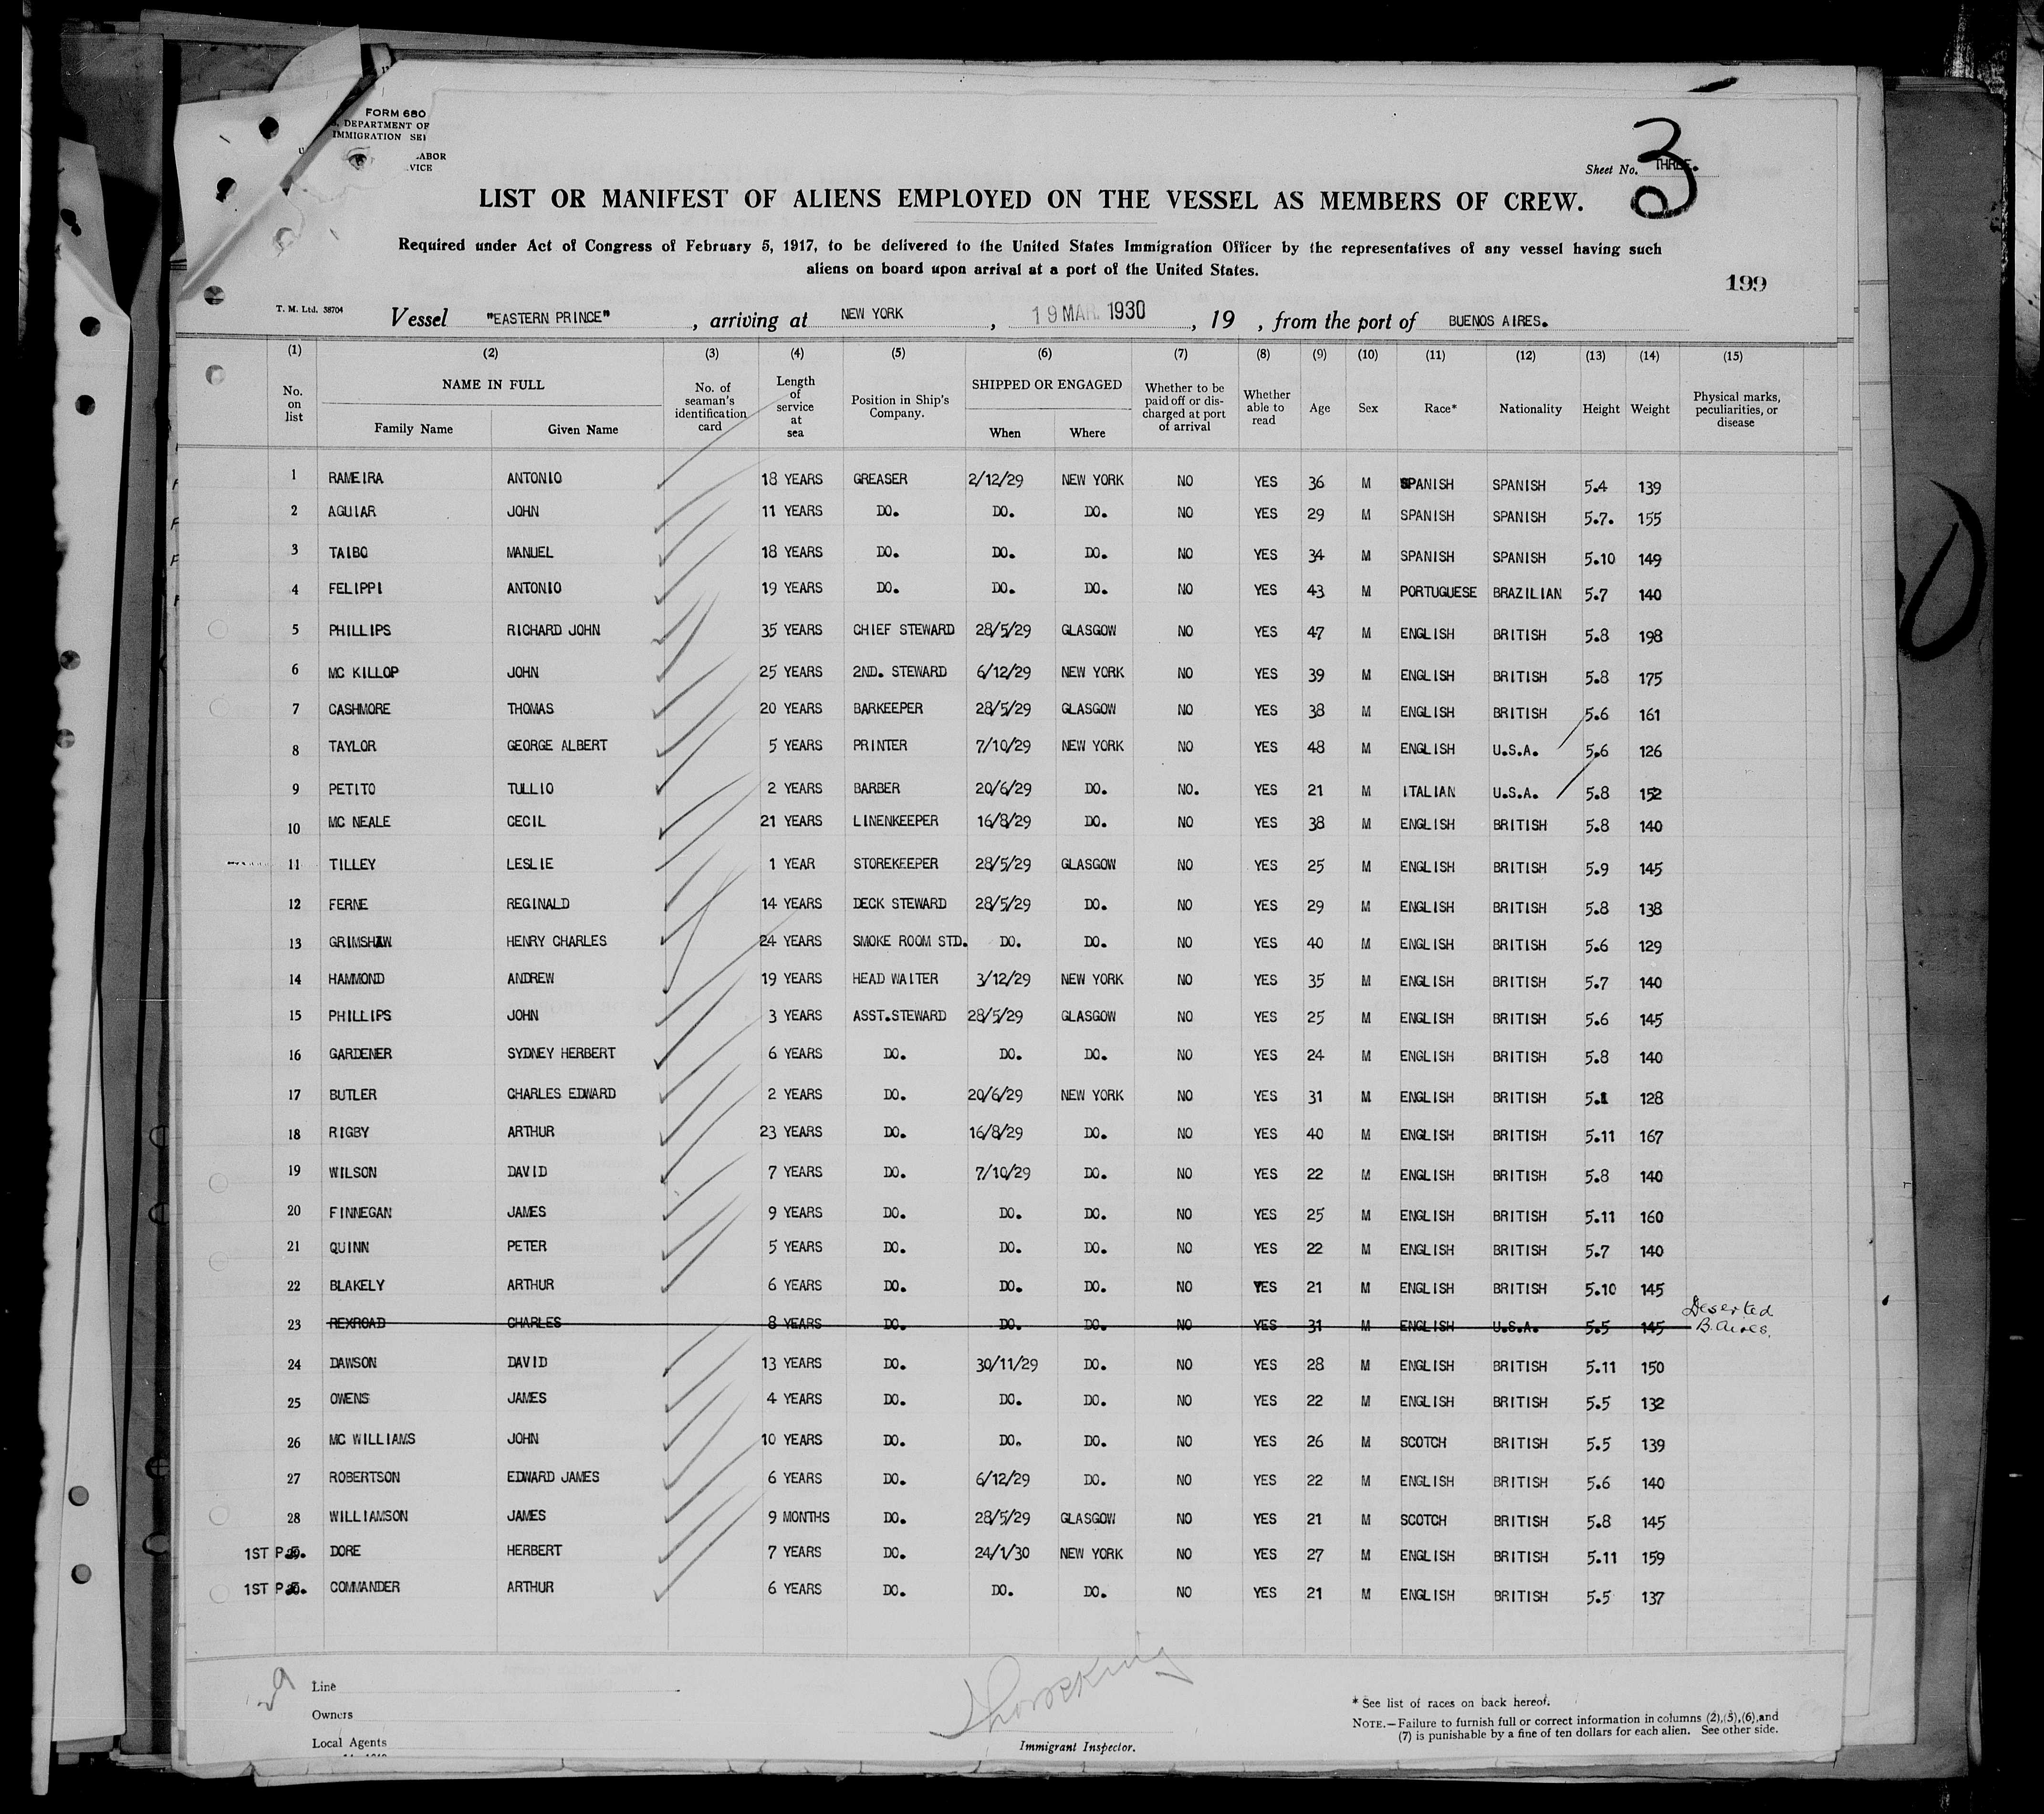 FORM 680
DEPARTMENT OF
IMMIGRATION SE
LABOR
VICE
Sheet No. THREE.
3
LIST OR MANIFEST OF ALIENS EMPLOYED ON THE VESSEL AS MEMBERS OF CREW.
Required under Act of Congress of February 5, 1917, to be delivered to the United States Immigration Officer by the representatives of any vessel having such
aliens on board upon arrival at a port of the United States.
199
T. M. Ltd. 38704 Vessel "EASTERN PRINCE", arriving at NEW YORK, 19 MAR. 1930, 19 , from the port of BUENOS AIRES.
(1) (2) (3) (4) (5) (6) (7) (8) (9) (10) (11) (12) (13) (14) (15)
No. on list NAME IN FULL Family Name Given Name No. of seaman's identification card Length of service at sea Position in Ship's Company. SHIPPED OR ENGAGED When Where Whether to be paid off or discharged at port of arrival Whether able to read Age Sex Race* Nationality Height Weight Physical marks, peculiarities, or disease
1 RAMEIRA ANTONIO 18 YEARS GREASER 2/12/29 NEW YORK NO YES 36 M SPANISH SPANISH 5.4 139
2 AGUIAR JOHN 11 YEARS DO. DO. DO. NO YES 29 M SPANISH SPANISH 5.7. 155
3 TAIBO MANUEL 18 YEARS DO. DO. DO. NO YES 34 M SPANISH SPANISH 5.10 149
4 FELIPPI ANTONIO 19 YEARS DO. DO. DO. NO YES 43 M PORTUGUESE BRAZILIAN 5.7 140
5 PHILLIPS RICHARD JOHN 35 YEARS CHIEF STEWARD 28/5/29 GLASGOW NO YES 47 M ENGLISH BRITISH 5.8 198
6 MC KILLOP JOHN 25 YEARS 2ND. STEWARD 6/12/29 NEW YORK NO YES 39 M ENGLISH BRITISH 5.8 175
7 CASHMORE THOMAS 20 YEARS BARKEEPER 28/5/29 GLASGOW NO YES 38 M ENGLISH BRITISH 5.6 161
8 TAYLOR GEORGE ALBERT 5 YEARS PRINTER 7/10/29 NEW YORK NO YES 48 M ENGLISH U.S.A. 5.6 126
9 PETITO TULLIO 2 YEARS BARBER 20/6/29 DO. NO. YES 21 M ITALIAN U.S.A. 5.8 152
10 MC NEALE CECIL 21 YEARS LINENKEEPER 16/8/29 DO. NO YES 38 M ENGLISH BRITISH 5.8 140
11 TILLEY LESLIE 1 YEAR STOREKEEPER 28/5/29 GLASGOW NO YES 25 M ENGLISH BRITISH 5.9 145
12 FERNE REGINALD 14 YEARS DECK STEWARD 28/5/29 DO. NO YES 29 M ENGLISH BRITISH 5.8 138
13 GRIMSHAW HENRY CHARLES 24 YEARS SMOKE ROOM STD. DO. DO. NO YES 40 M ENGLISH BRITISH 5.6 129
14 HAMMOND ANDREW 19 YEARS HEAD WAITER 3/12/29 NEW YORK NO YES 35 M ENGLISH BRITISH 5.7 140
15 PHILLIPS JOHN 3 YEARS ASST.STEWARD 28/5/29 GLASGOW NO YES 25 M ENGLISH BRITISH 5.6 145
16 GARDENER SYDNEY HERBERT 6 YEARS DO. DO. DO. NO YES 24 M ENGLISH BRITISH 5.8 140
17 BUTLER CHARLES EDWARD 2 YEARS DO. 20/6/29 NEW YORK NO YES 31 M ENGLISH BRITISH 5.1 128
18 RIGBY ARTHUR 23 YEARS DO. 16/8/29 DO. NO YES 40 M ENGLISH BRITISH 5.11 167
19 WILSON DAVID 7 YEARS DO. 7/10/29 DO. NO YES 22 M ENGLISH BRITISH 5.8 140
20 FINNEGAN JAMES 9 YEARS DO. DO. DO. NO YES 25 M ENGLISH BRITISH 5.11 160
21 QUINN PETER 5 YEARS DO. DO. DO. NO YES 22 M ENGLISH BRITISH 5.7 140
22 BLAKELY ARTHUR 6 YEARS DO. DO. DO. NO YES 21 M ENGLISH BRITISH 5.10 145
23 REXROAD CHARLES 8 YEARS DO. DO. DO. NO YES 31 M ENGLISH U.S.A. 5.5 145 Deserted B. Aires.
24 DAWSON DAVID 13 YEARS DO. 30/11/29 DO. NO YES 28 M ENGLISH BRITISH 5.11 150
25 OWENS JAMES 4 YEARS DO. DO. DO. NO YES 22 M ENGLISH BRITISH 5.5 132
26 MC WILLIAMS JOHN 10 YEARS DO. DO. DO. NO YES 26 M SCOTCH BRITISH 5.5 139
27 ROBERTSON EDWARD JAMES 6 YEARS DO. 6/12/29 DO. NO YES 22 M ENGLISH BRITISH 5.6 140
28 WILLIAMSON JAMES 9 MONTHS DO. 28/5/29 GLASGOW NO YES 21 M SCOTCH BRITISH 5.8 145
1ST P. DORE HERBERT 7 YEARS DO. 24/1/30 NEW YORK NO YES 27 M ENGLISH BRITISH 5.11 159
1ST P. COMMANDER ARTHUR 6 YEARS DO. DO. DO. NO YES 21 M ENGLISH BRITISH 5.5 137
29
Line
Owners
Local Agents
Immigrant Inspector.
* See list of races on back hereof.
NOTE.—Failure to furnish full or correct information in columns (2),(5),(6),and
(7) is punishable by a fine of ten dollars for each alien. See other side.